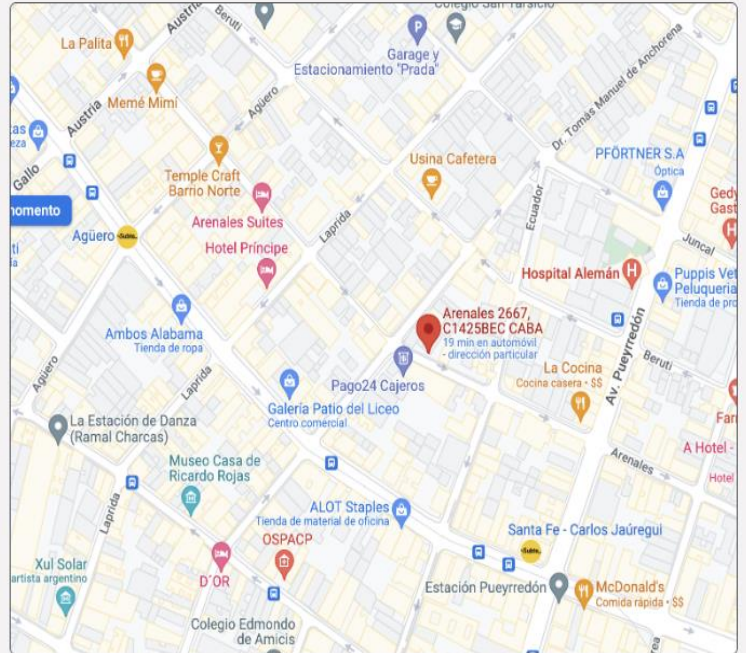 Austria
Beruti
Colegio San Tarsicio
La Palita
Garage y
Estacionamiento "Prada"
Memé Mimí
Agüero
Austria
Dr. Tomás Manuel de Anchorena
Gallo
Temple Craft
Barrio Norte
Usina Cafetera
PFÖRTNER S.A
Óptica
Ecuador
omento
Arenales Suites
Laprida
Agüero
Hotel Príncipe
Juncal
Hospital Alemán
Puppis Vet
Peluqueria
Tienda de pro
Ambos Alabama
Tienda de ropa
Arenales 2667,
C1425BEC CABA
19 min en automóvil
- dirección particular
Beruti
Agüero
Laprida
Pago24 Cajeros
La Cocina
Cocina casera • $$
Av. Pueyrredón
Galería Patio del Liceo
Centro comercial
La Estación de Danza
(Ramal Charcas)
Arenales
A Hotel -
Hotel
Museo Casa de
Ricardo Rojas
Laprida
ALOT Staples
Tienda de material de oficina
Santa Fe - Carlos Jaúregui
OSPACP
Xul Solar
artista argentino
D´OR
Estación Pueyrredón
McDonald's
Comida rápida • $$
Colegio Edmondo
de Amicis